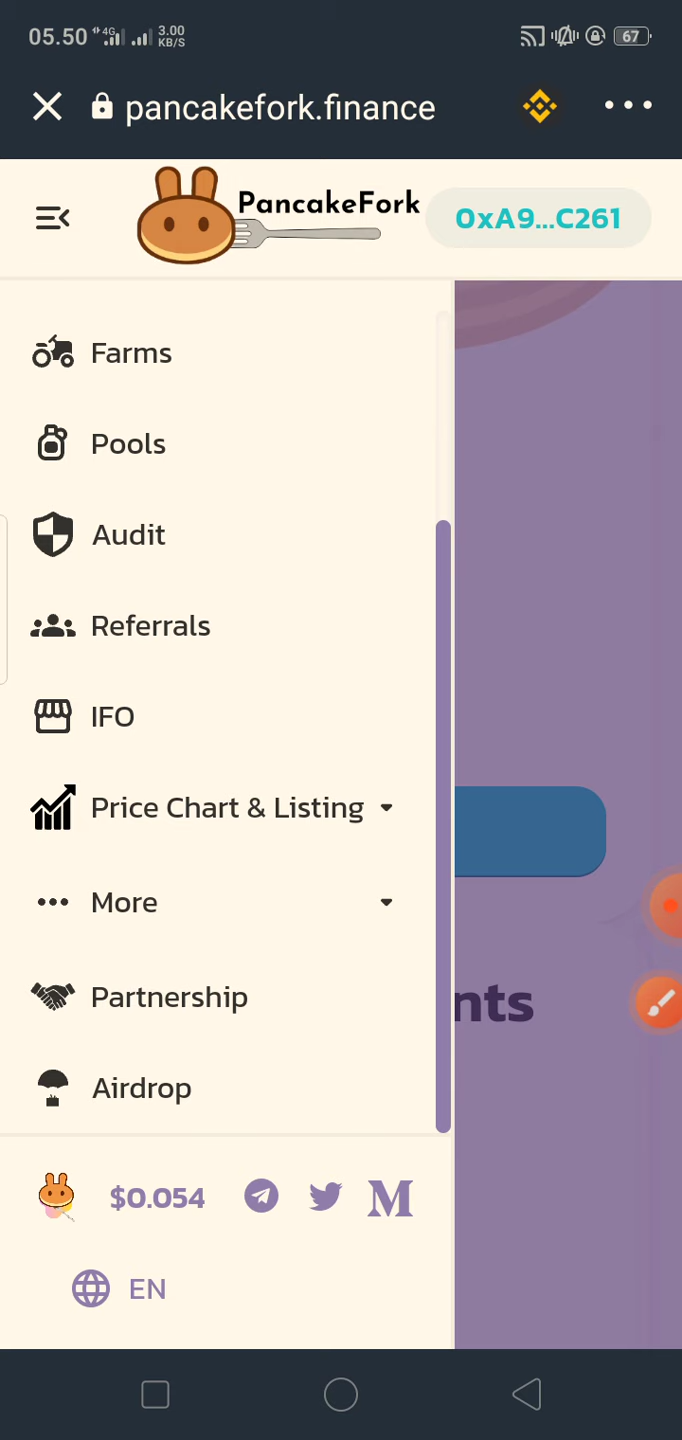 05.50 4G 3.00 KB/S 67
pancakefork.finance
PancakeFork 0xA9...C261
Farms
Pools
Audit
Referrals
IFO
Price Chart & Listing
More
Partnership
nts
Airdrop
$0.054
EN